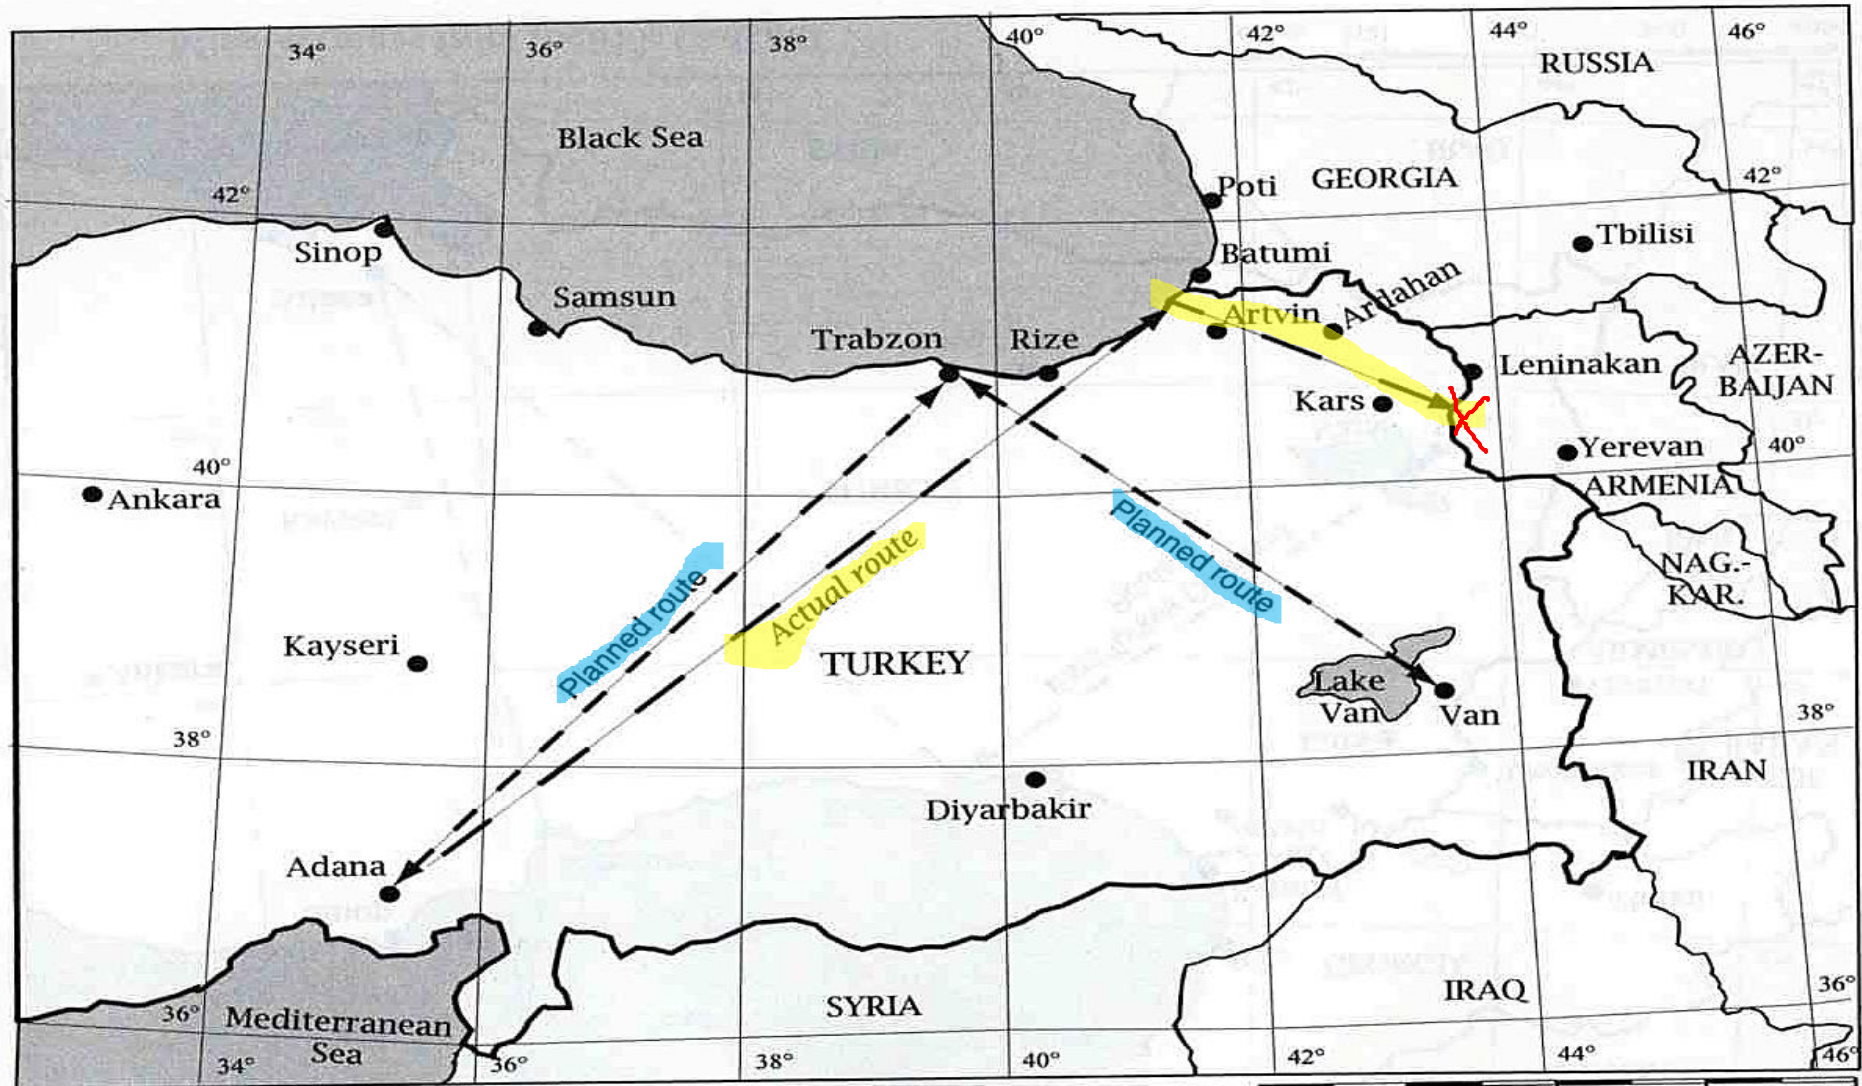 34°
36°
38°
40°
42°
44°
46°
RUSSIA
Black Sea
42°
Poti
GEORGIA
42°
Sinop
Batumi
Tbilisi
Samsun
Ardahan
Trabzon
Rize
Artvin
Leninakan
AZER-
BAIJAN
Kars
Yerevan
40°
40°
Ankara
ARMENIA
Planned route
Actual route
Planned route
NAG.-
KAR.
Kayseri
TURKEY
Lake
Van
Van
38°
38°
IRAN
Diyarbakir
Adana
SYRIA
IRAQ
36°
36°
Mediterranean
Sea
34°
36°
38°
40°
42°
44°
46°